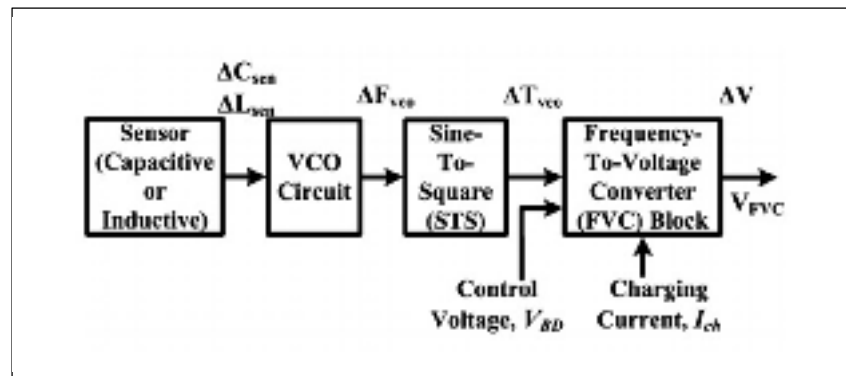 ΔCsen
ΔLsen
ΔFvco
ΔTvco
ΔV
Sensor
(Capacitive
or
Inductive)
VCO
Circuit
Sine-
To-
Square
(STS)
Frequency-
To-Voltage
Converter
(FVC) Block
VFVC
Control
Voltage, VBD
Charging
Current, Ich